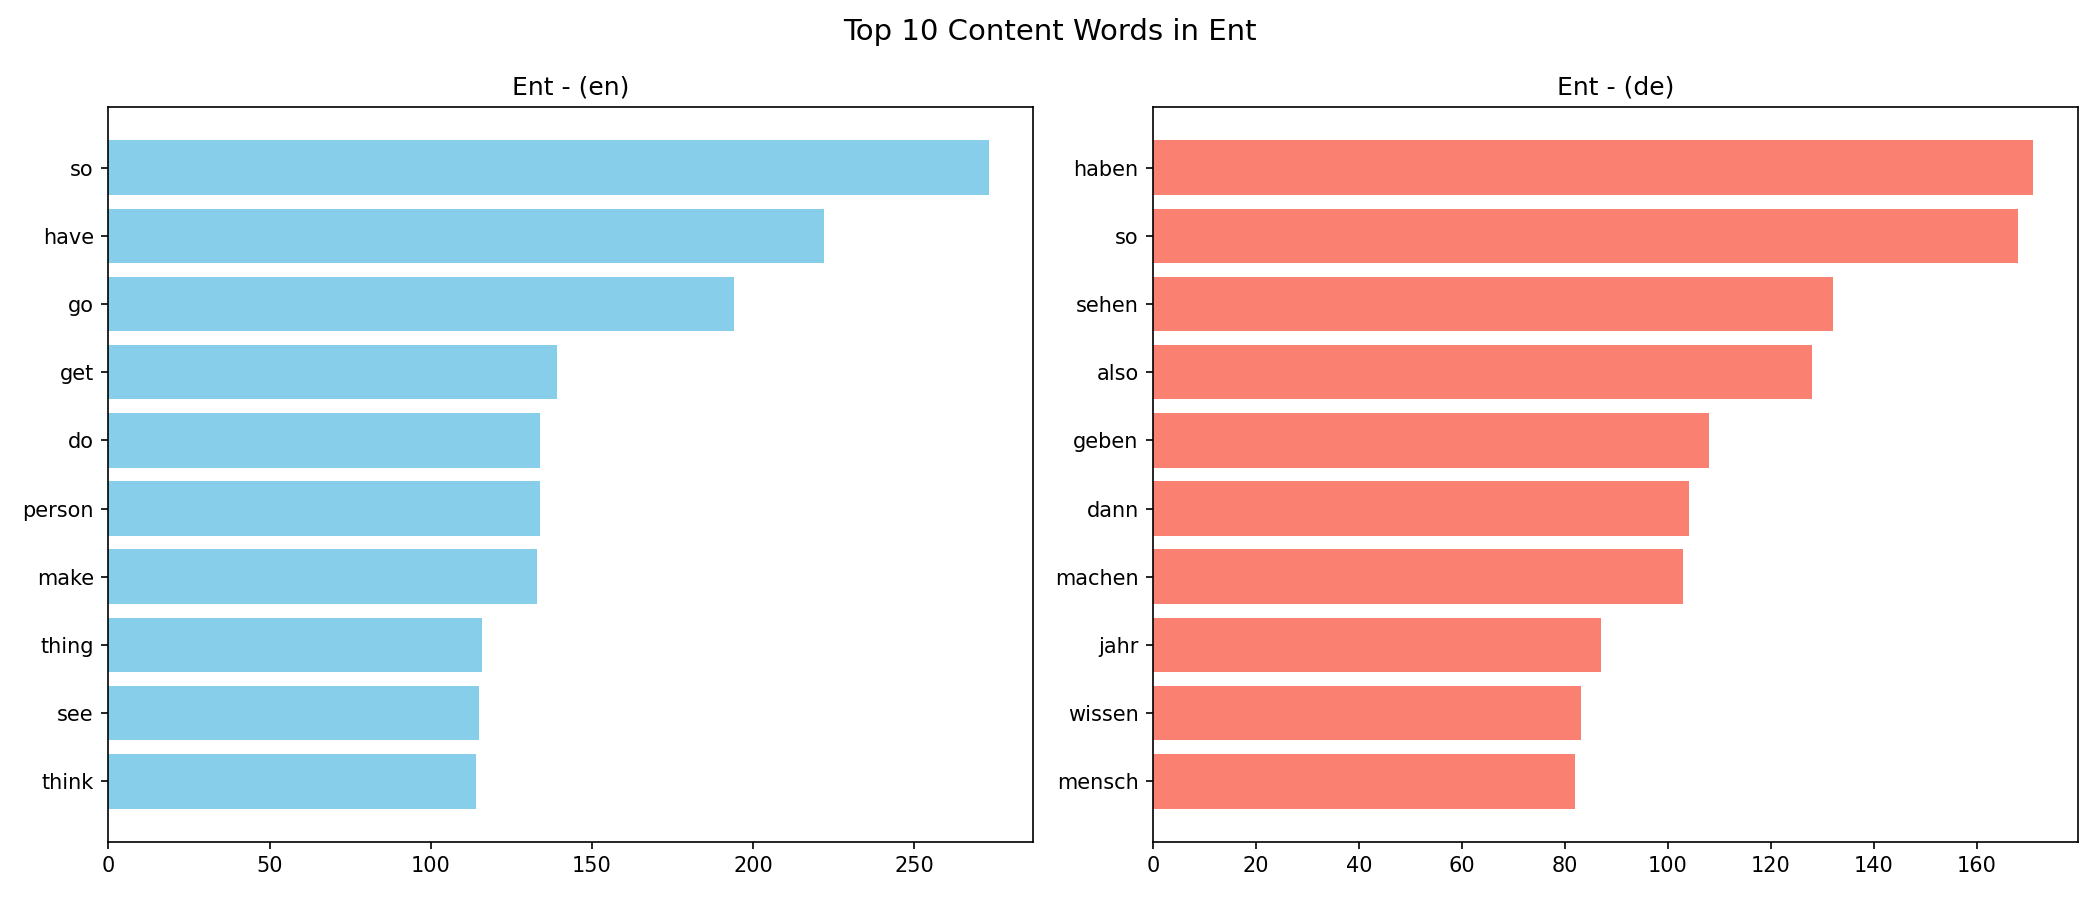 Top 10 Content Words in Ent
Ent - (en)
so
have
go
get
do
person
make
thing
see
think
0 50 100 150 200 250
Ent - (de)
haben
so
sehen
also
geben
dann
machen
jahr
wissen
mensch
0 20 40 60 80 100 120 140 160